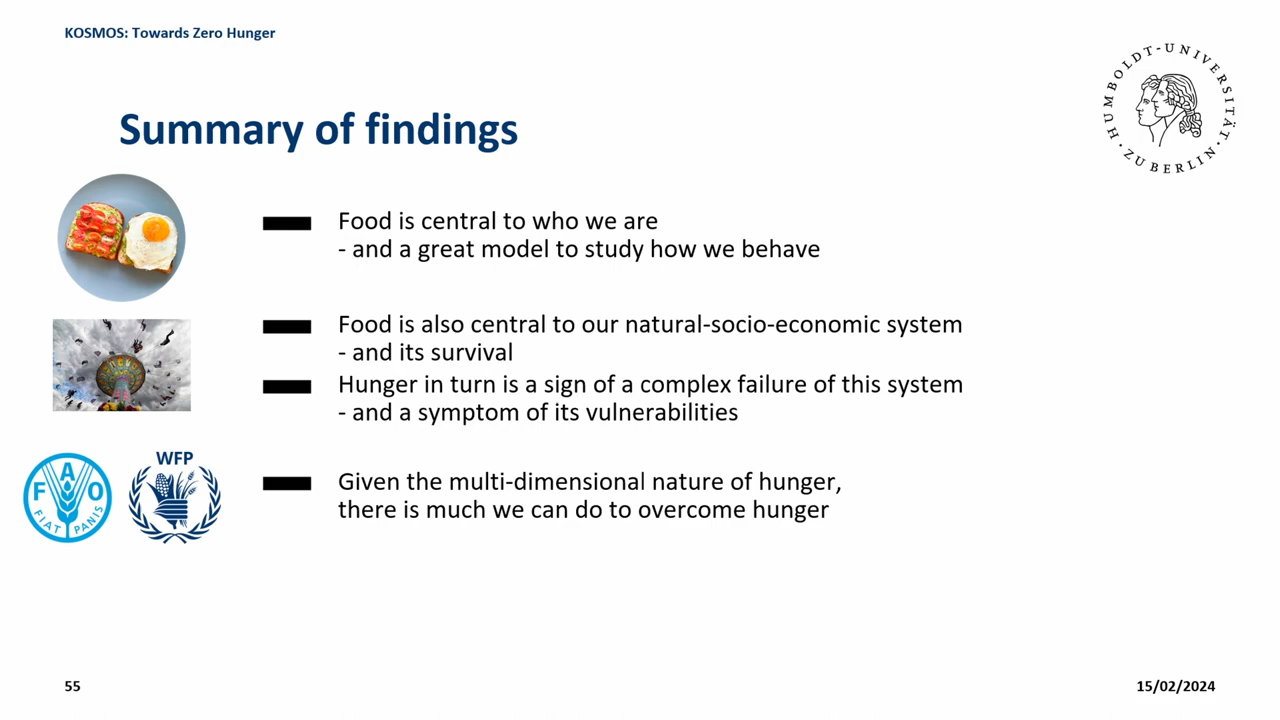 KOSMOS: Towards Zero Hunger
HUMBOLDT-UNIVERSITÄT
· ZU BERLIN ·
Summary of findings
Food is central to who we are
- and a great model to study how we behave
Food is also central to our natural-socio-economic system
- and its survival
Hunger in turn is a sign of a complex failure of this system
- and a symptom of its vulnerabilities
F A O
FIAT PANIS
WFP
Given the multi-dimensional nature of hunger,
there is much we can do to overcome hunger
55
15/02/2024